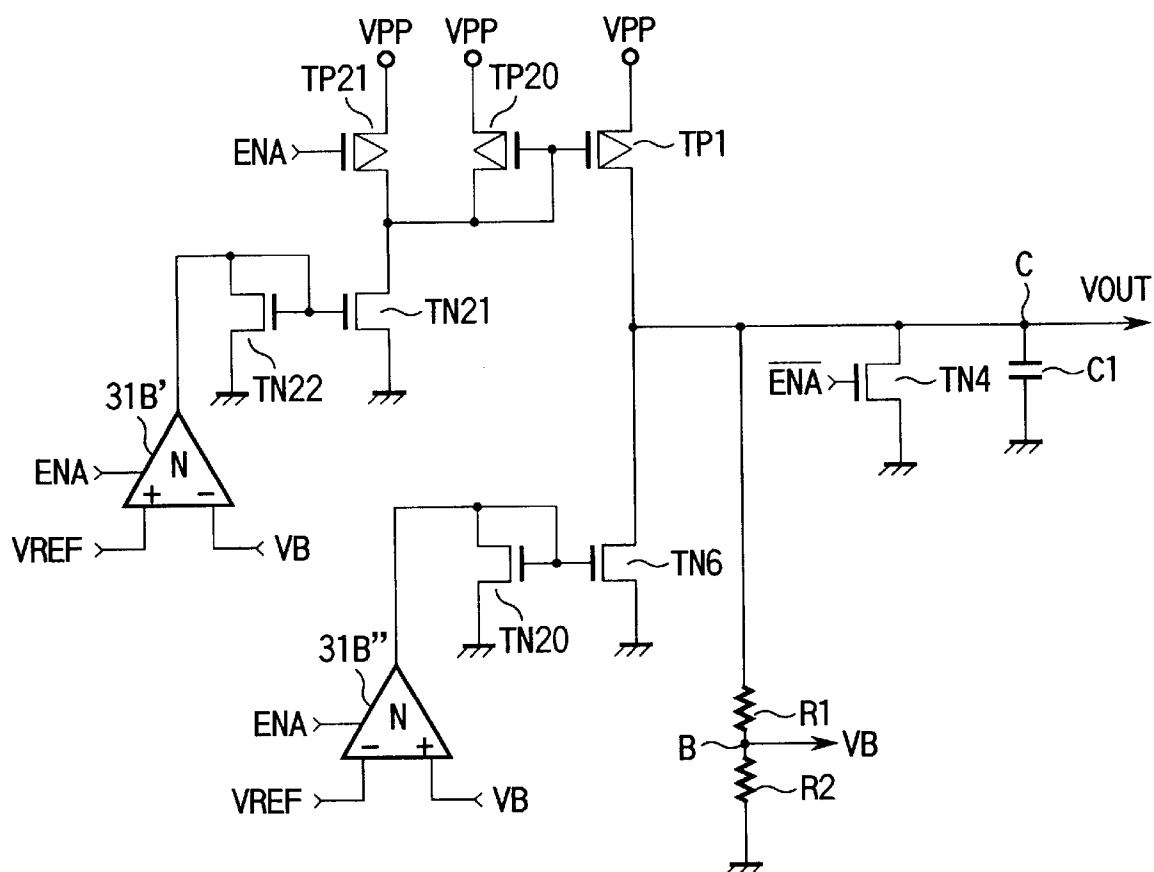 VPP VPP VPP
TP21 TP20
ENA TP1
C
VOUT
TN21
TN22
E̅N̅A̅ TN4 C1
31B'
ENA N
+ −
VREF VB
TN6
TN20
31B"
ENA N
− +
VREF VB
R1
B VB
R2